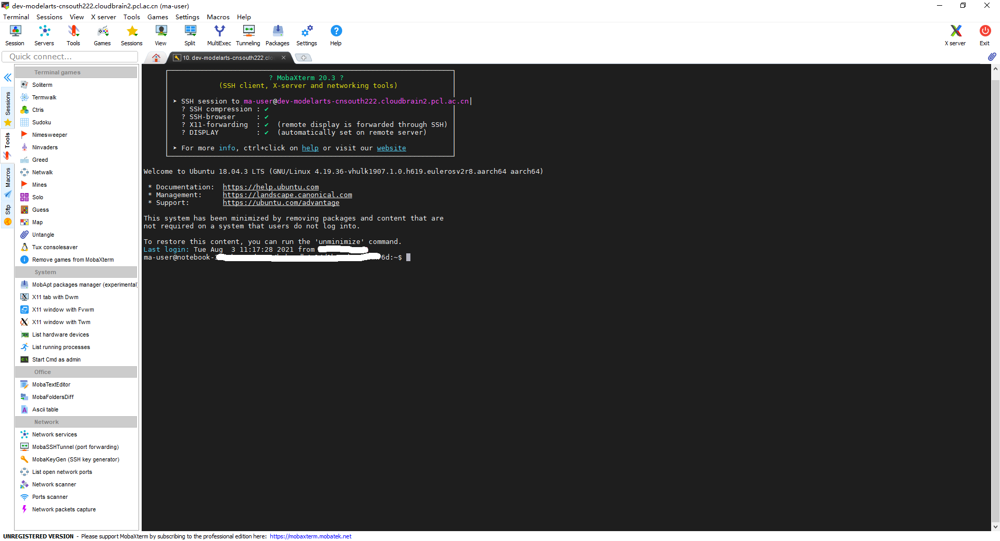 dev-modelarts-cnsouth222.cloudbrain2.pcl.ac.cn (ma-user)
Terminal Sessions View X server Tools Games Settings Macros Help
Session Servers Tools Games Sessions View Split MultiExec Tunneling Packages Settings Help X server Exit
Quick connect...
10. dev-modelarts-cnsouth222.clo
Sessions
Tools
Macros
Sftp
Terminal games
Soliterm
Termwalk
Ctris
Sudoku
Nimesweeper
Ninvaders
Greed
Netwalk
Mines
Solo
Guess
Map
Untangle
Tux consolesaver
Remove games from MobaXterm
System
MobApt packages manager (experimental)
X11 tab with Dwm
X11 window with Fvwm
X11 window with Twm
List hardware devices
List running processes
Start Cmd as admin
Office
MobaTextEditor
MobaFoldersDiff
Ascii table
Network
Network services
MobaSSHTunnel (port forwarding)
MobaKeyGen (SSH key generator)
List open network ports
Network scanner
Ports scanner
Network packets capture
? MobaXterm 20.3 ?
(SSH client, X-server and networking tools)
➤ SSH session to ma-user@dev-modelarts-cnsouth222.cloudbrain2.pcl.ac.cn
? SSH compression : ✔
? SSH-browser : ✔
? X11-forwarding : ✔ (remote display is forwarded through SSH)
? DISPLAY : ✔ (automatically set on remote server)
➤ For more info, ctrl+click on help or visit our website
Welcome to Ubuntu 18.04.3 LTS (GNU/Linux 4.19.36-vhulk1907.1.0.h619.eulerosv2r8.aarch64 aarch64)
* Documentation: https://help.ubuntu.com
* Management: https://landscape.canonical.com
* Support: https://ubuntu.com/advantage
This system has been minimized by removing packages and content that are
not required on a system that users do not log into.
To restore this content, you can run the 'unminimize' command.
Last login: Tue Aug 3 11:17:28 2021 from
ma-user@notebook- 6d:~$
UNREGISTERED VERSION - Please support MobaXterm by subscribing to the professional edition here: https://mobaxterm.mobatek.net